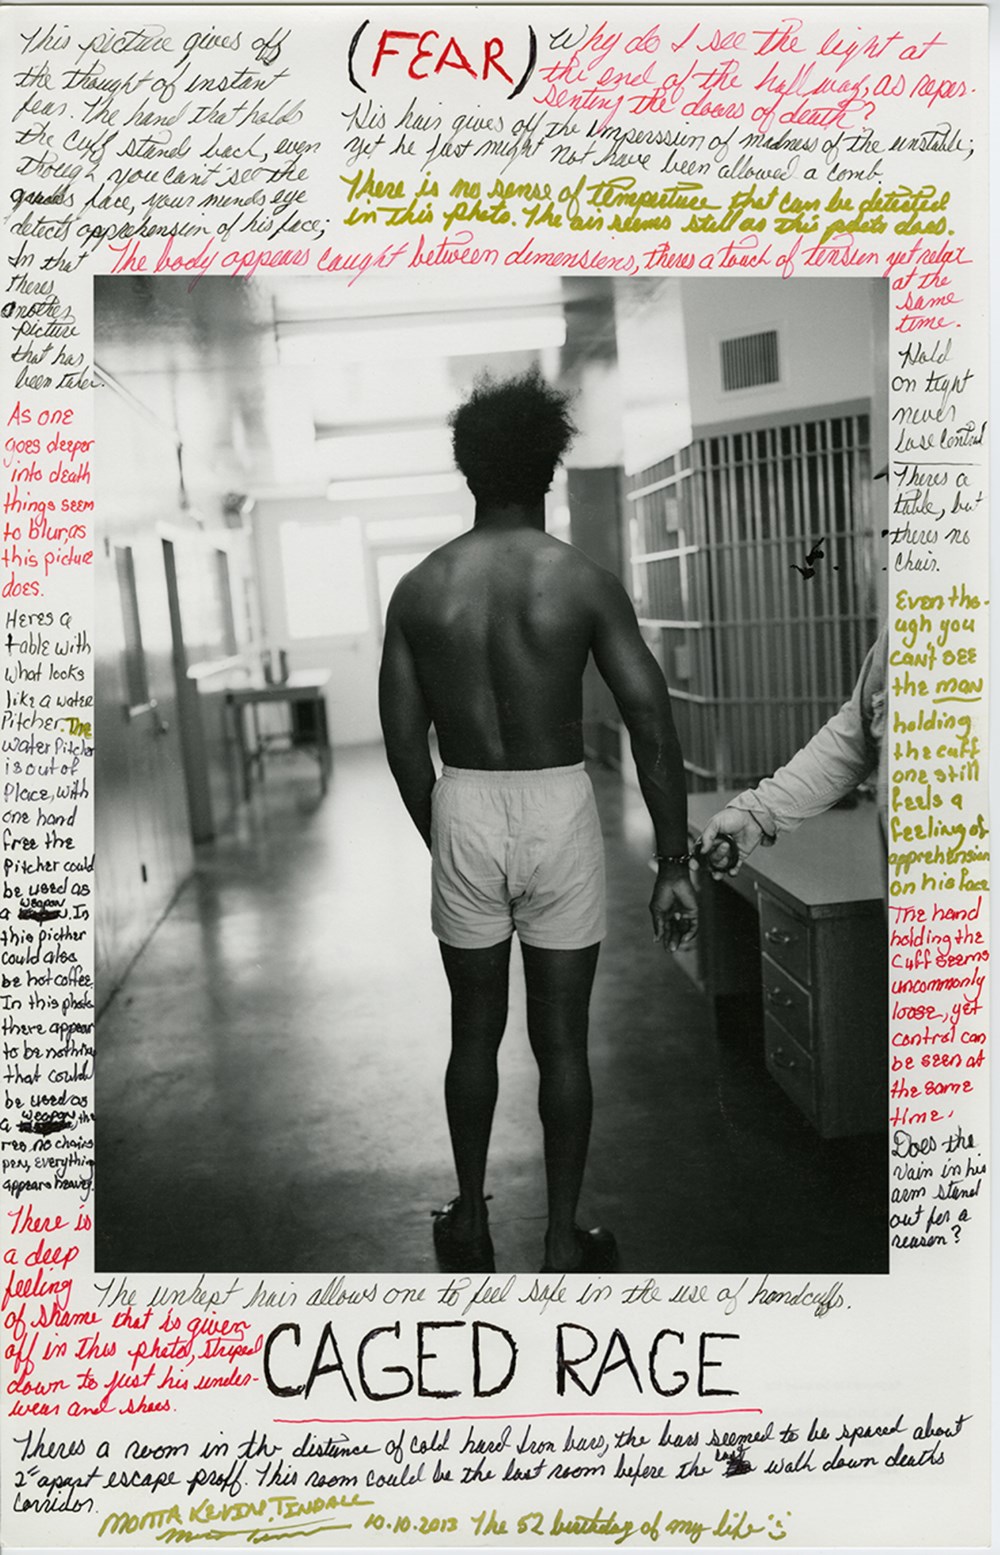 This picture gives off
the thought of instant
fear. The hand that holds
the cuff stands back, even
though you can't see the
guards face, your minds eye
detects apprehension of his face;
In that
theres
another
picture
that has
been taken.
(FEAR)
Why do I see the light at
the end of the hallway, as repre-
senting the doors of death?
His hair gives off the imperssion of madness of the unstable;
yet he just might not have been allowed a comb
There is no sense of temperture that can be detected
in this photo. The air seems still as this photo does.
The body appears caught between dimensions, theres a touch of tension yet relax
at the
same
time.
As one
goes deeper
into death
things seem
to blur, as
this picture
does.
Heres a
table with
what looks
like a water
Pitcher. The
water Pitcher
is out of
Place, with
one hand
free the
Pitcher could
be used as
a weapon. In
this picther
could also
be hot coffee.
In this photo
there appear
to be nothing
that could
be used as
a weapon, the
res no chairs
pens, everything
appears heavy.
There is
a deep
feeling
of shame that is given
off in this photo, striped
down to just his under-
wear and shoes.
Hold
on tight
never
lose control
Theres a
table, but
theres no
Chair.
Even tho-
ugh you
can't see
the man
holding
the cuff
one still
feels a
feeling of
apprehension
on his face
The hand
holding the
cuff seems
uncommonly
loose, yet
control can
be seen at
the same
time.
Does the
vain in his
arm stand
out for a
reason?
The unkept hair allows one to feel safe in the use of handcuffs.
CAGED RAGE
Theres a room in the distance of cold hard Iron bars, the bars seemed to be spaced about
2" apart escape proff. This room could be the last room before the last walk down deaths
Corridor.
MONTA KEVIN TINDALL
10.10.2013 The 52 birthday of my life